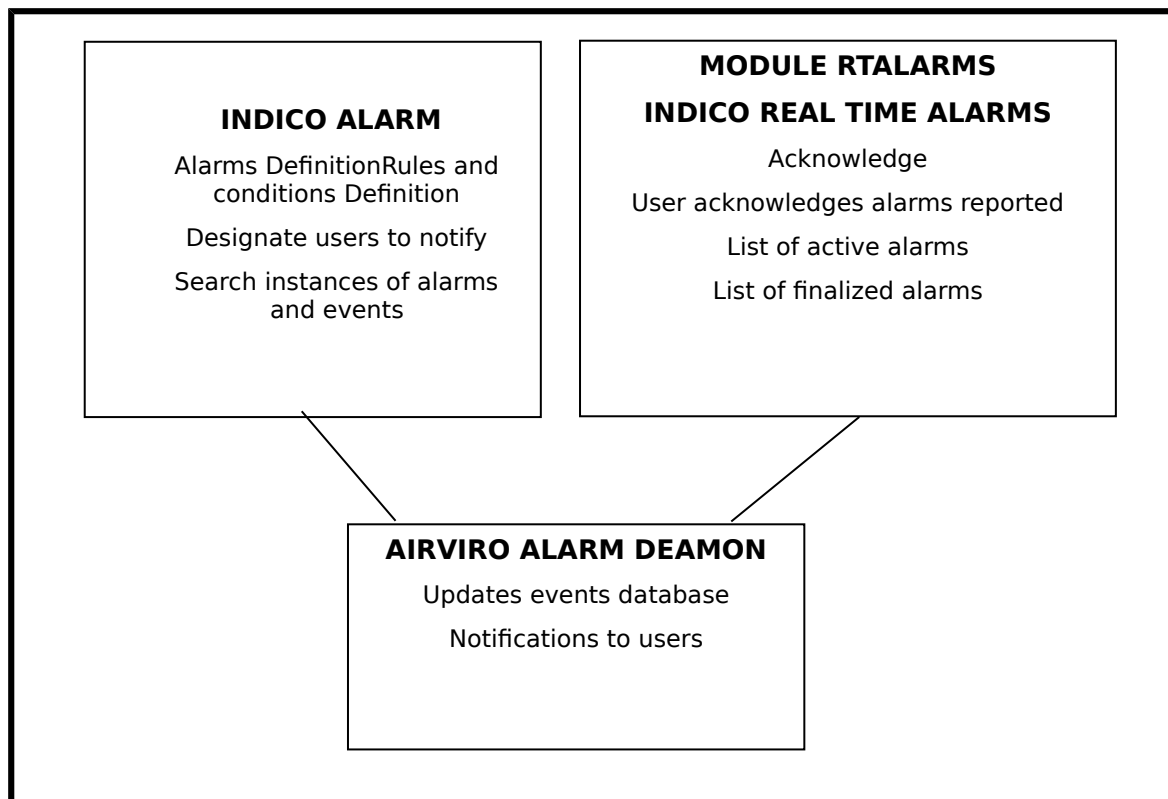 INDICO ALARM
Alarms DefinitionRules and
conditions Definition
Designate users to notify
Search instances of alarms
and events
MODULE RTALARMS
INDICO REAL TIME ALARMS
Acknowledge
User acknowledges alarms reported
List of active alarms
List of finalized alarms
AIRVIRO ALARM DEAMON
Updates events database
Notifications to users